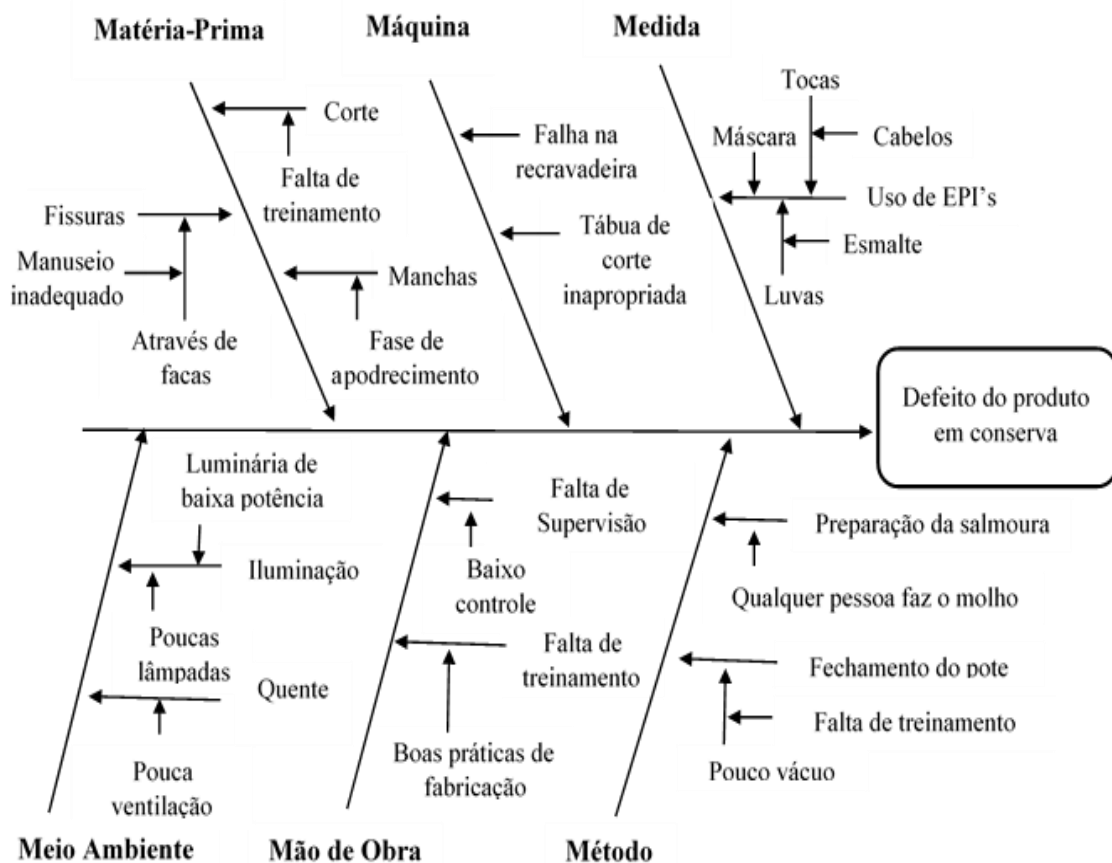 Matéria-Prima
Máquina
Medida
Corte
Falta de
treinamento
Fissuras
Manuseio
inadequado
Através de
facas
Manchas
Fase de
apodrecimento
Falha na
recravadeira
Tábua de
corte
inapropriada
Tocas
Máscara
Cabelos
Uso de EPI's
Esmalte
Luvas
Defeito do produto
em conserva
Luminária de
baixa potência
Iluminação
Poucas
lâmpadas
Quente
Pouca
ventilação
Falta de
Supervisão
Baixo
controle
Falta de
treinamento
Boas práticas de
fabricação
Preparação da salmoura
Qualquer pessoa faz o molho
Fechamento do pote
Falta de treinamento
Pouco vácuo
Meio Ambiente
Mão de Obra
Método